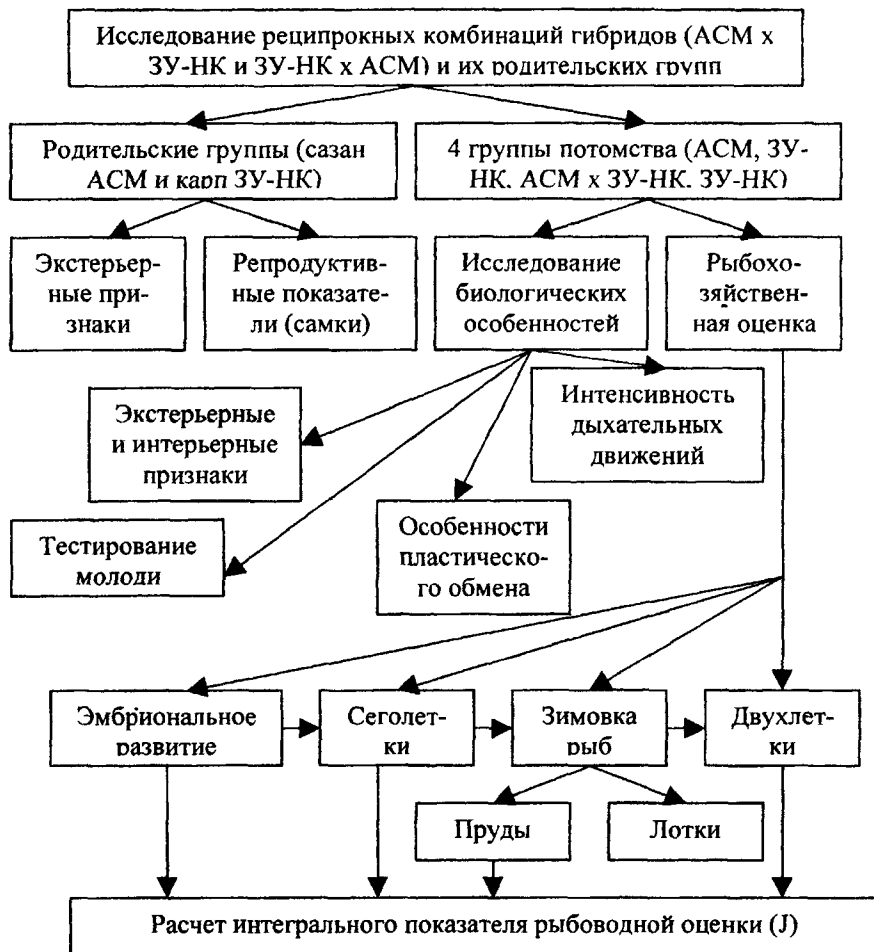 Исследование реципрокных комбинаций гибридов (АСМ х
ЗУ-НК и ЗУ-НК х АСМ) и их родительских групп
Родительские группы (сазан
АСМ и карп ЗУ-НК)
4 группы потомства (АСМ, ЗУ-
НК, АСМ х ЗУ-НК, ЗУ-НК)
Экстерьер-
ные при-
знаки
Репродуктив-
ные показате-
ли (самки)
Исследование
биологических
особенностей
Рыбохо-
зяйствен-
ная оценка
Экстерьерные
и интерьерные
признаки
Интенсивность
дыхательных
движений
Тестирование
молоди
Особенности
пластическо-
го обмена
Эмбриональное
развитие
Сеголет-
ки
Зимовка
рыб
Двухлет-
ки
Пруды
Лотки
Расчет интегрального показателя рыбоводной оценки (J)